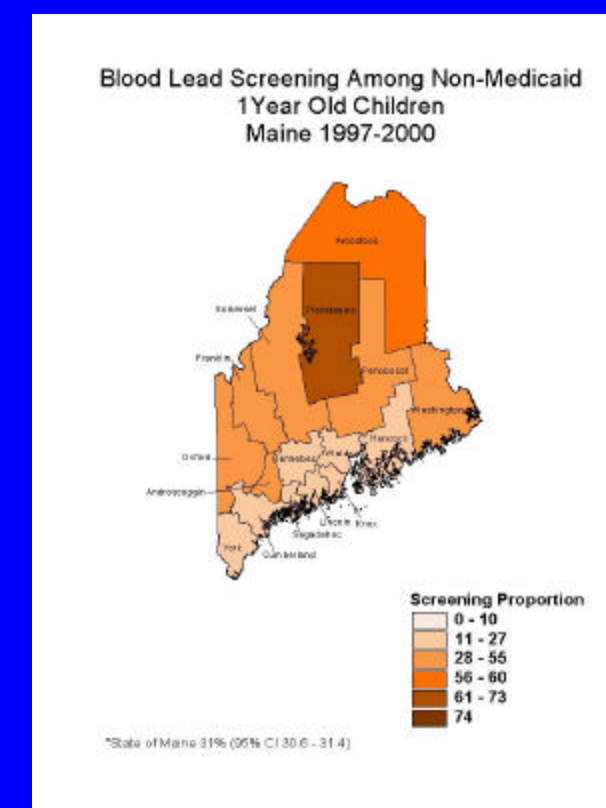 Blood Lead Screening Among Non-Medicaid
1Year Old Children
Maine 1997-2000
Aroostook
Somerset
Piscataquis
Franklin
Penobscot
Washington
Hancock
Oxford
Kennebec
Waldo
Androscoggin
Lincoln Knox
Sagadahoc
York
Cumberland
Screening Proportion
0 - 10
11 - 27
28 - 55
56 - 60
61 - 73
74
*State of Maine 31% (95% CI 30.6 - 31.4)